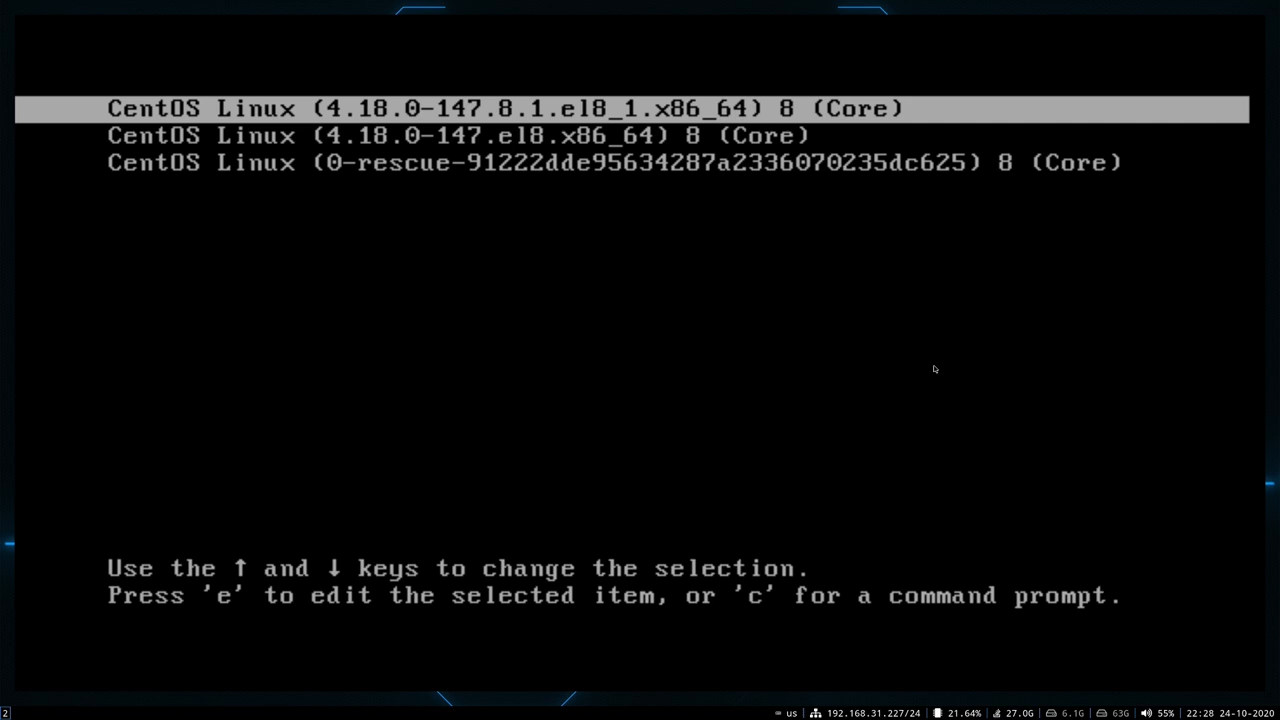 CentOS Linux (4.18.0-147.8.1.el8_1.x86_64) 8 (Core)
CentOS Linux (4.18.0-147.el8.x86_64) 8 (Core)
CentOS Linux (0-rescue-91222dde95634287a2336070235dc625) 8 (Core)
Use the ↑ and ↓ keys to change the selection.
Press 'e' to edit the selected item, or 'c' for a command prompt.
2 us 192.168.31.227/24 21.64% 27.0G 6.1G 63G 55% 22:28 24-10-2020